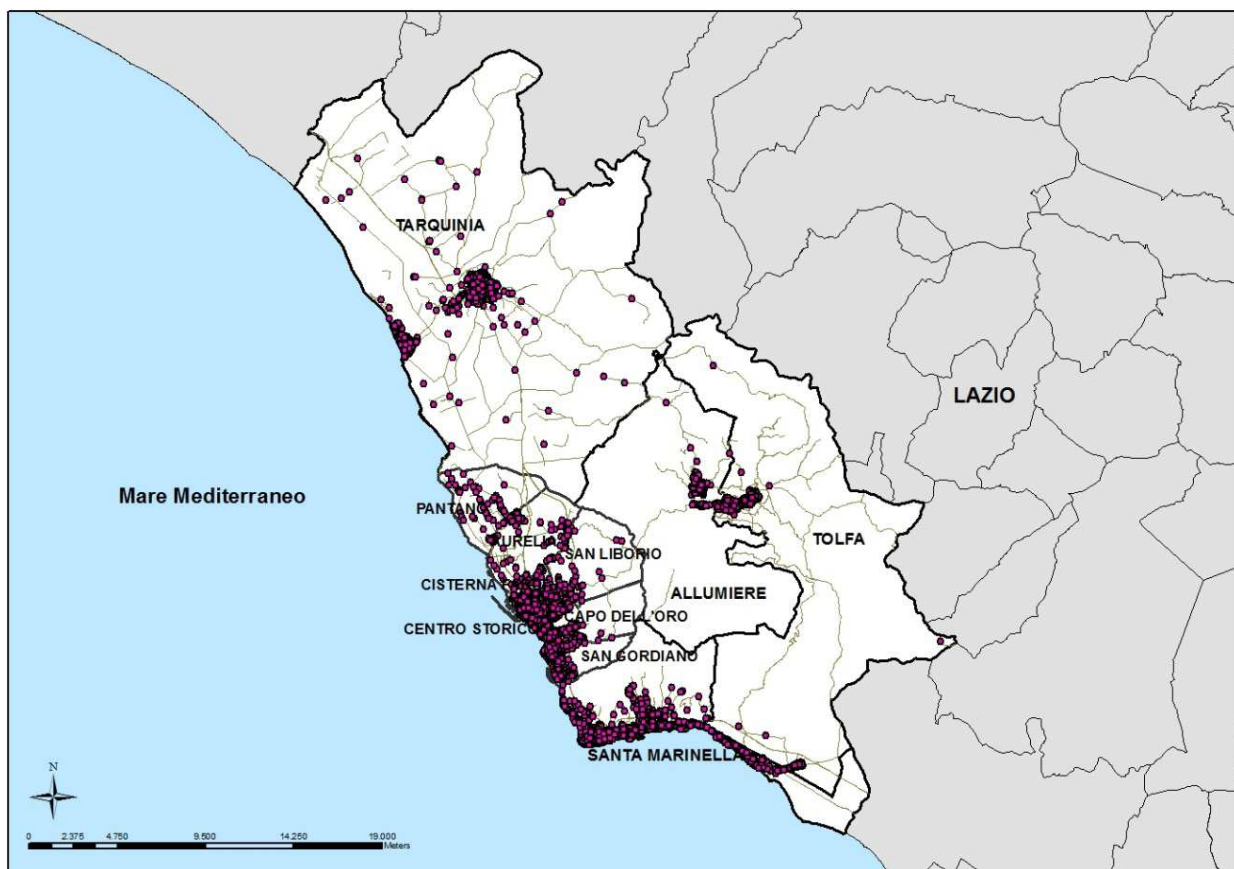 TARQUINIA
LAZIO
Mare Mediterraneo
PANTANO
AURELIA
SAN LIBORIO
TOLFA
CISTERNA
ALLUMIERE
CAPO DELL'ORO
CENTRO STORICO
SAN GORDIANO
SANTA MARINELLA
N
0 2.375 4.750 9.500 14.250 19.000
Meters